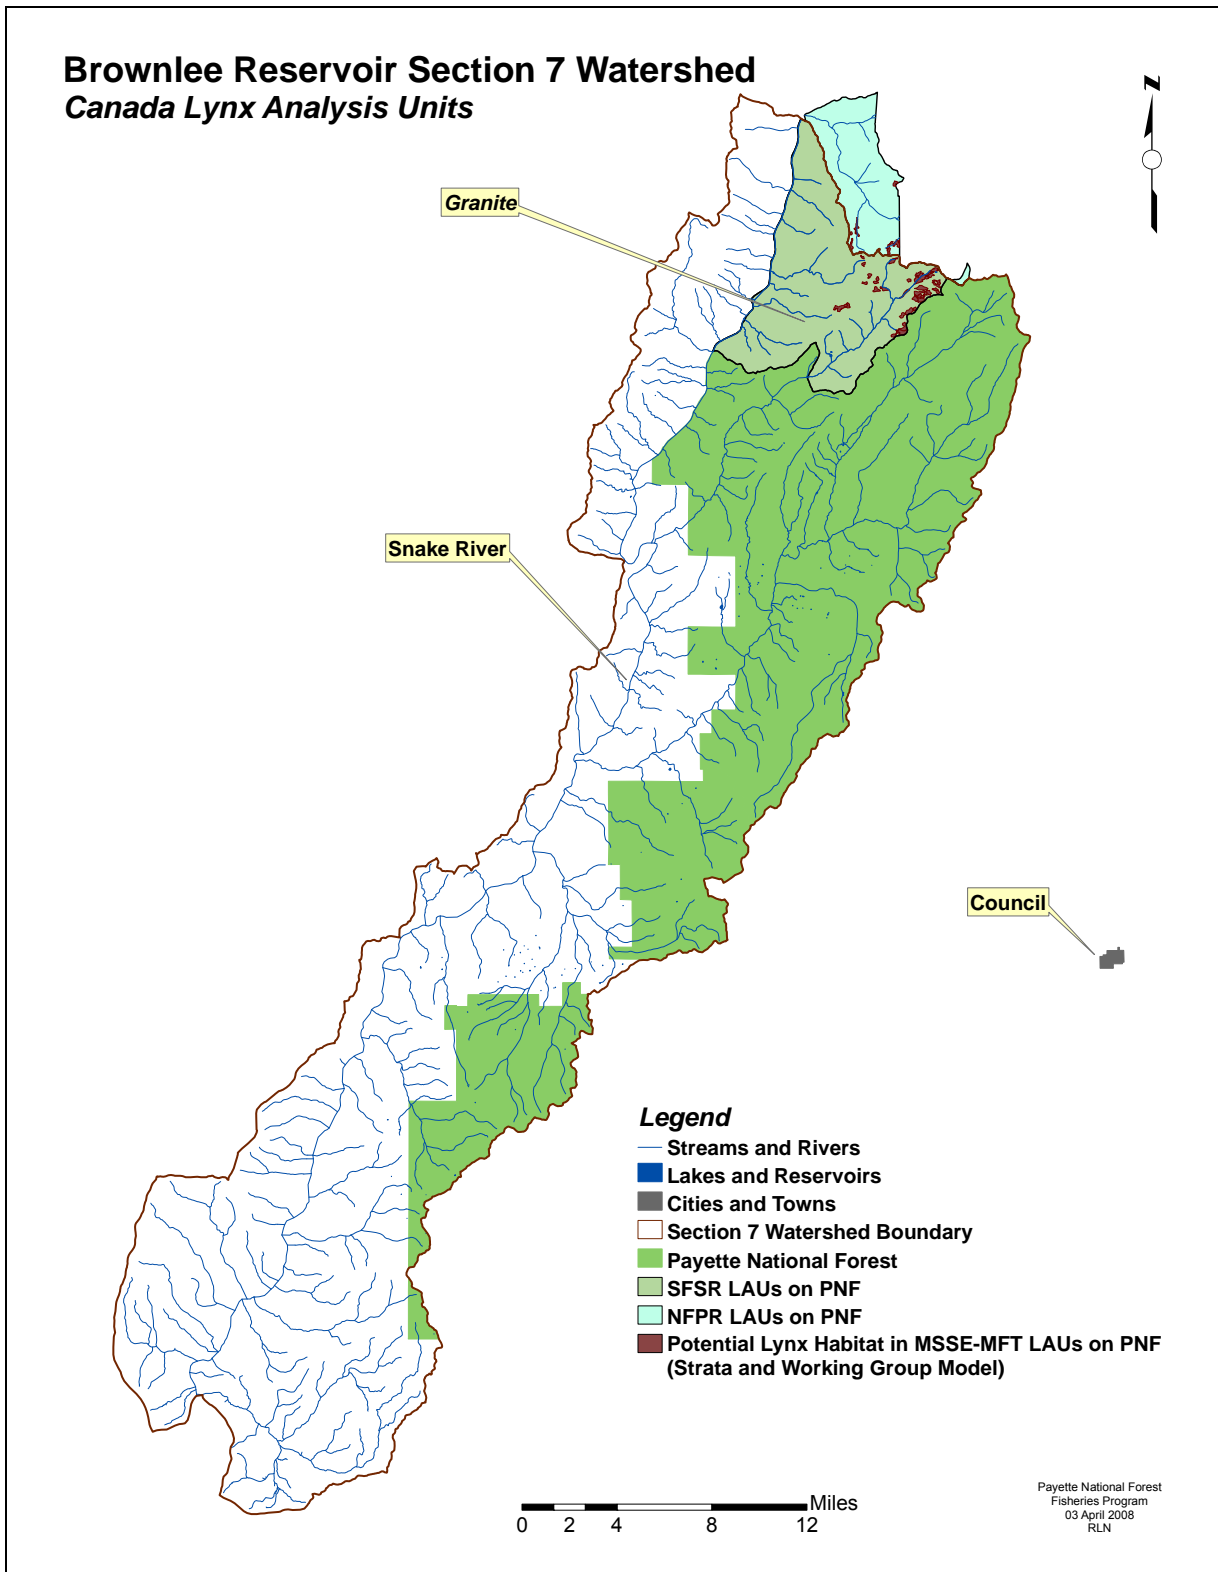 Brownlee Reservoir Section 7 Watershed
Canada Lynx Analysis Units
N
Granite
Snake River
Council
Legend
Streams and Rivers
Lakes and Reservoirs
Cities and Towns
Section 7 Watershed Boundary
Payette National Forest
SFSR LAUs on PNF
NFPR LAUs on PNF
Potential Lynx Habitat in MSSE-MFT LAUs on PNF
(Strata and Working Group Model)
Miles
0 2 4 8 12
Payette National Forest
Fisheries Program
03 April 2008
RLN